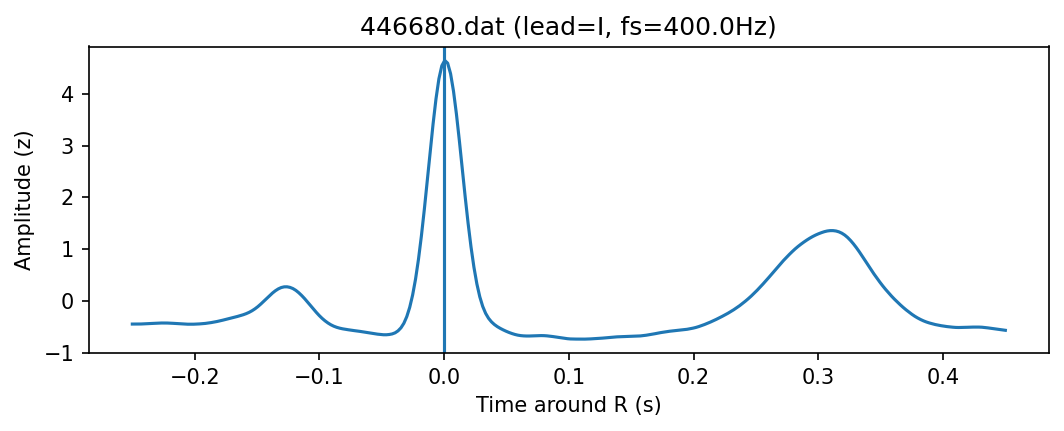 446680.dat (lead=I, fs=400.0Hz)
Amplitude (z)
4
3
2
1
0
−1
−0.2 −0.1 0.0 0.1 0.2 0.3 0.4
Time around R (s)